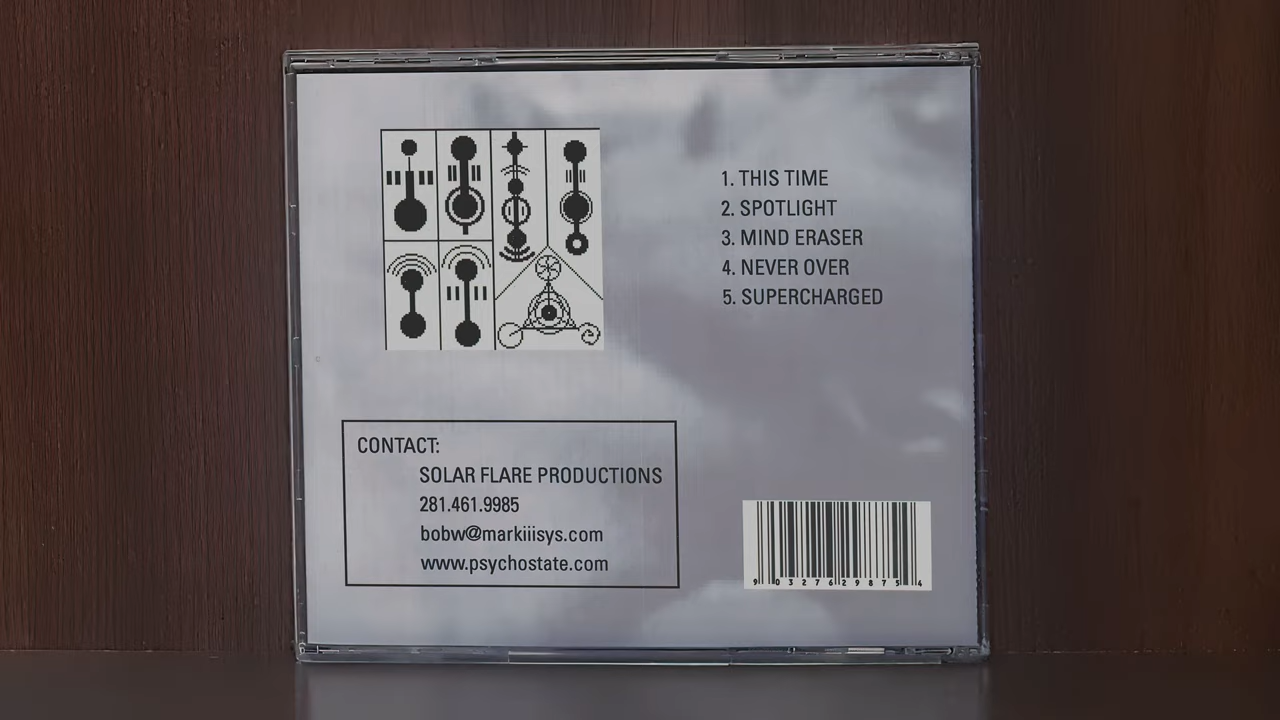 1. THIS TIME
2. SPOTLIGHT
3. MIND ERASER
4. NEVER OVER
5. SUPERCHARGED
CONTACT:
SOLAR FLARE PRODUCTIONS
281.461.9985
bobw@markiiisys.com
www.psychostate.com
9 03276 29875 4